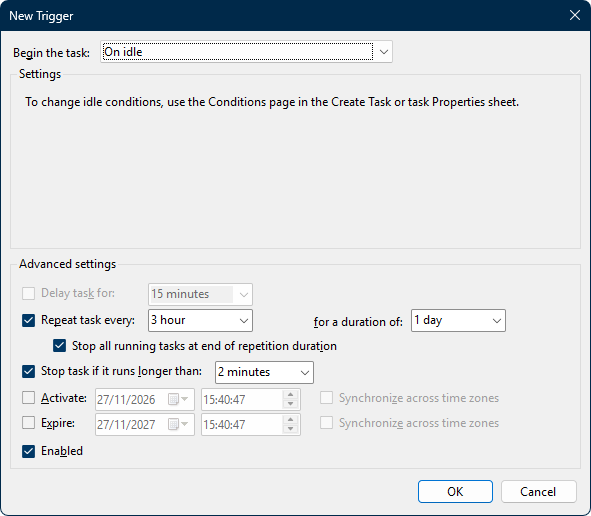 New Trigger
Begin the task: On idle
Settings
To change idle conditions, use the Conditions page in the Create Task or task Properties sheet.
Advanced settings
Delay task for: 15 minutes
Repeat task every: 3 hour for a duration of: 1 day
Stop all running tasks at end of repetition duration
Stop task if it runs longer than: 2 minutes
Activate: 27/11/2026 15:40:47 Synchronize across time zones
Expire: 27/11/2027 15:40:47 Synchronize across time zones
Enabled
OK Cancel